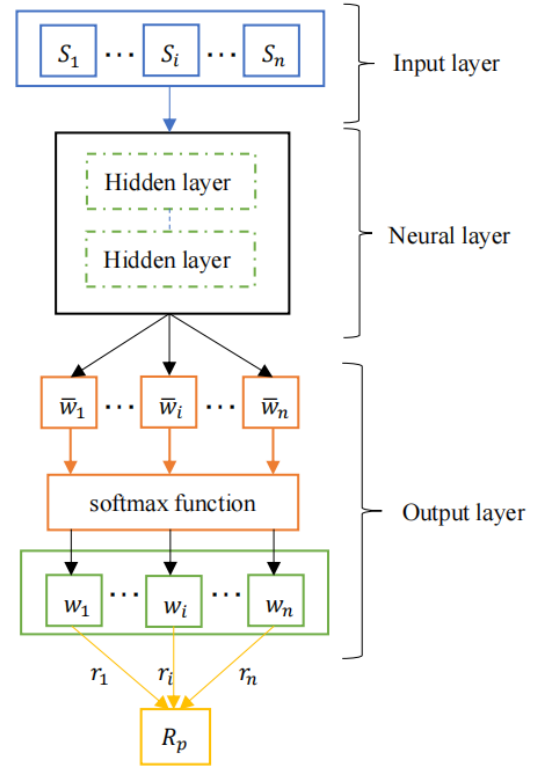 S₁ ··· Sᵢ ··· Sₙ
Input layer
Hidden layer
Neural layer
Hidden layer
w̅₁ ··· w̅ᵢ ··· w̅ₙ
softmax function
Output layer
w₁ ··· wᵢ ··· wₙ
r₁ rᵢ rₙ
Rₚ